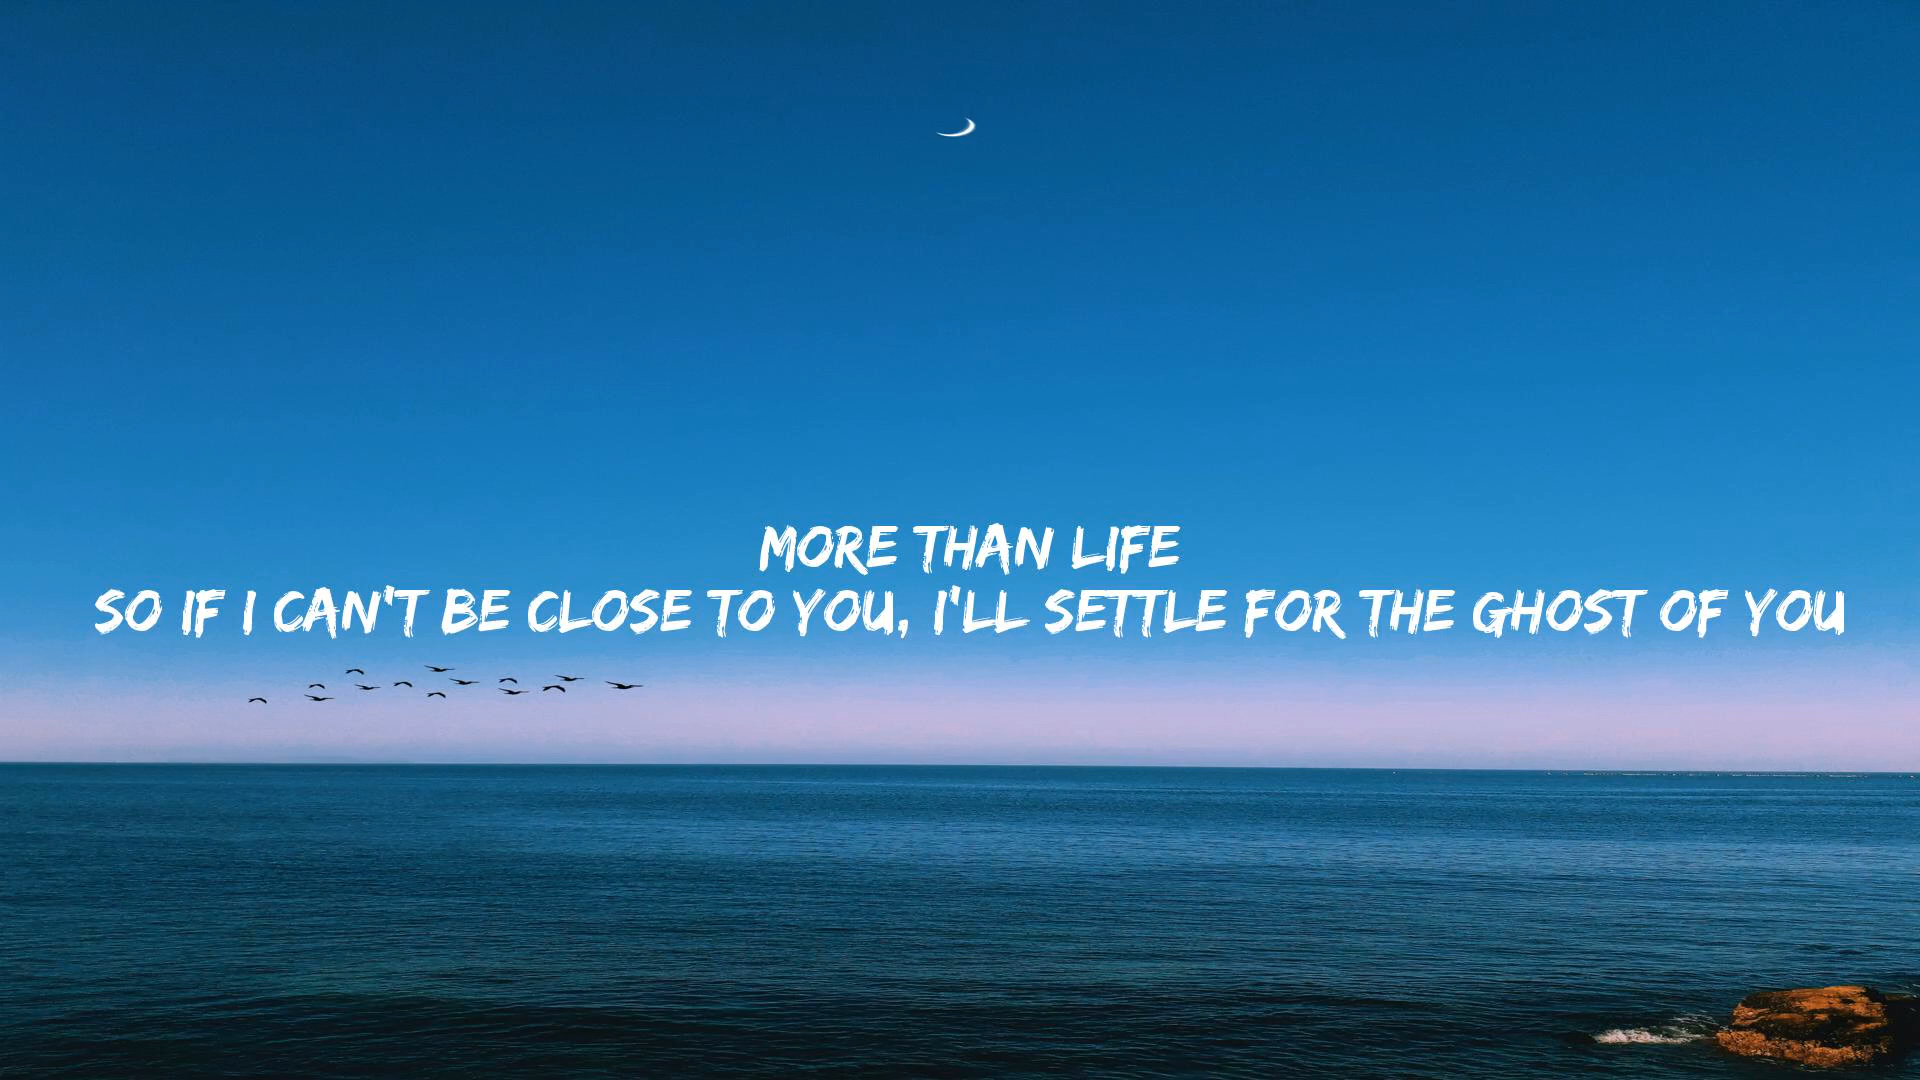 MORE THAN LIFE
SO IF I CAN'T BE CLOSE TO YOU, I'LL SETTLE FOR THE GHOST OF YOU